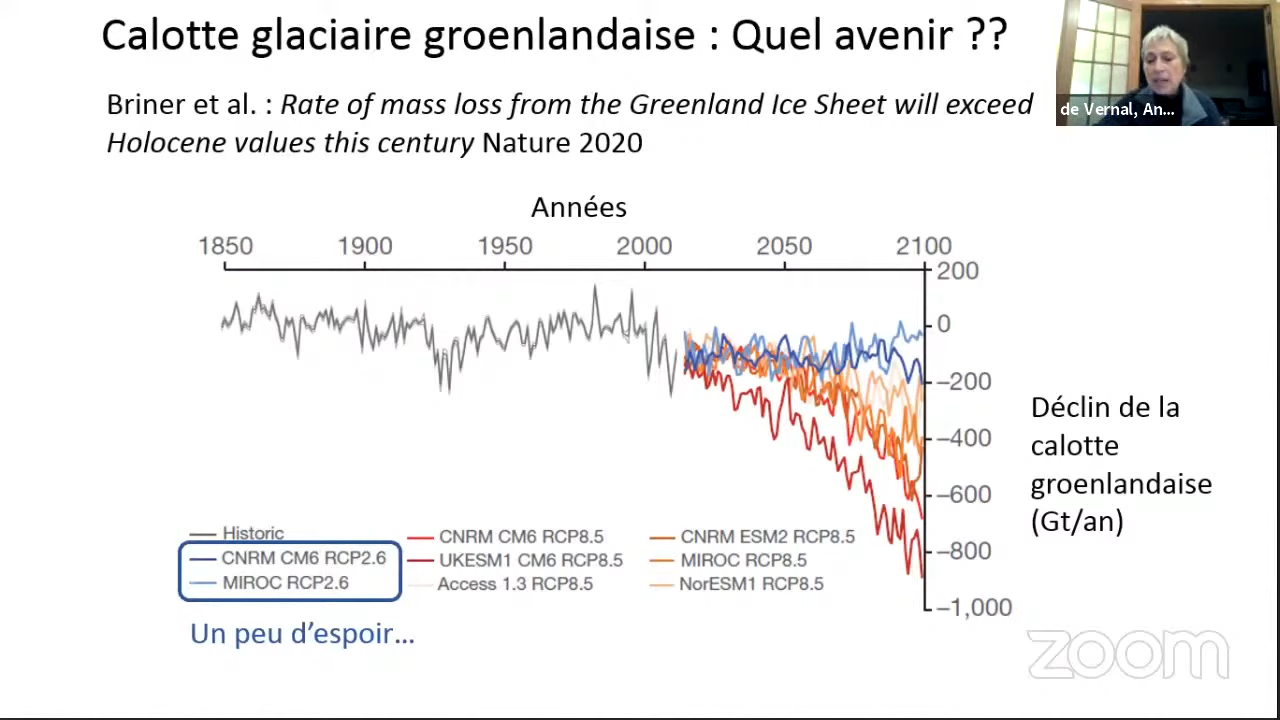 Calotte glaciaire groenlandaise : Quel avenir ??
de Vernal, An...
Briner et al. : Rate of mass loss from the Greenland Ice Sheet will exceed
Holocene values this century Nature 2020
Années
1850 1900 1950 2000 2050 2100
200
0
−200
−400
−600
−800
−1,000
Déclin de la
calotte
groenlandaise
(Gt/an)
Historic
CNRM CM6 RCP2.6
MIROC RCP2.6
CNRM CM6 RCP8.5
UKESM1 CM6 RCP8.5
Access 1.3 RCP8.5
CNRM ESM2 RCP8.5
MIROC RCP8.5
NorESM1 RCP8.5
Un peu d’espoir…
zoom